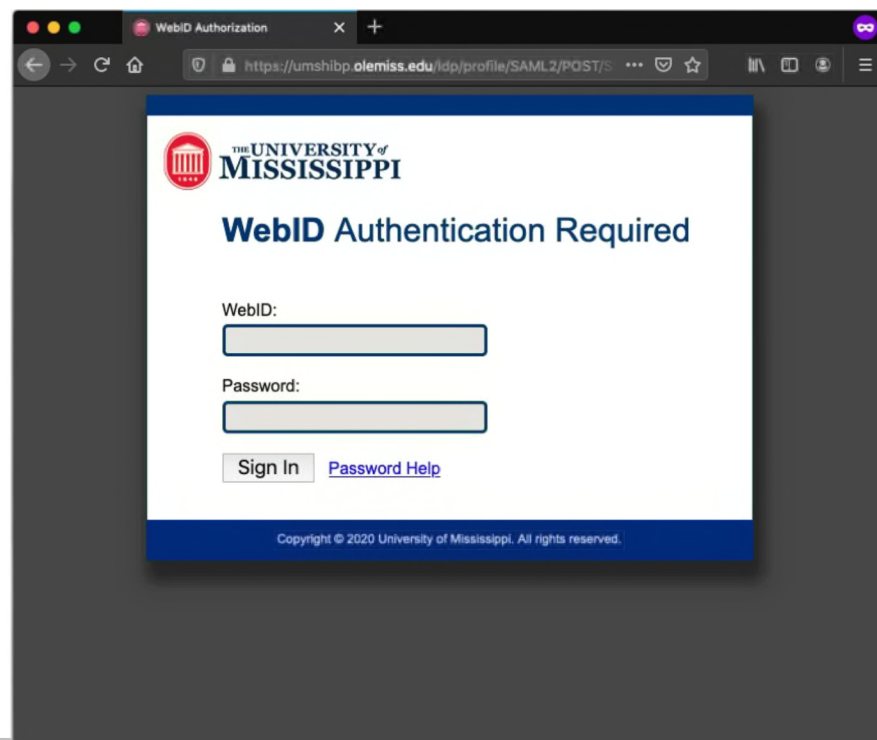 WebID Authorization
https://umshibp.olemiss.edu/idp/profile/SAML2/POST/S
THE UNIVERSITY of
MISSISSIPPI
1848
WebID Authentication Required
WebID:
Password:
Sign In Password Help
Copyright © 2020 University of Mississippi. All rights reserved.